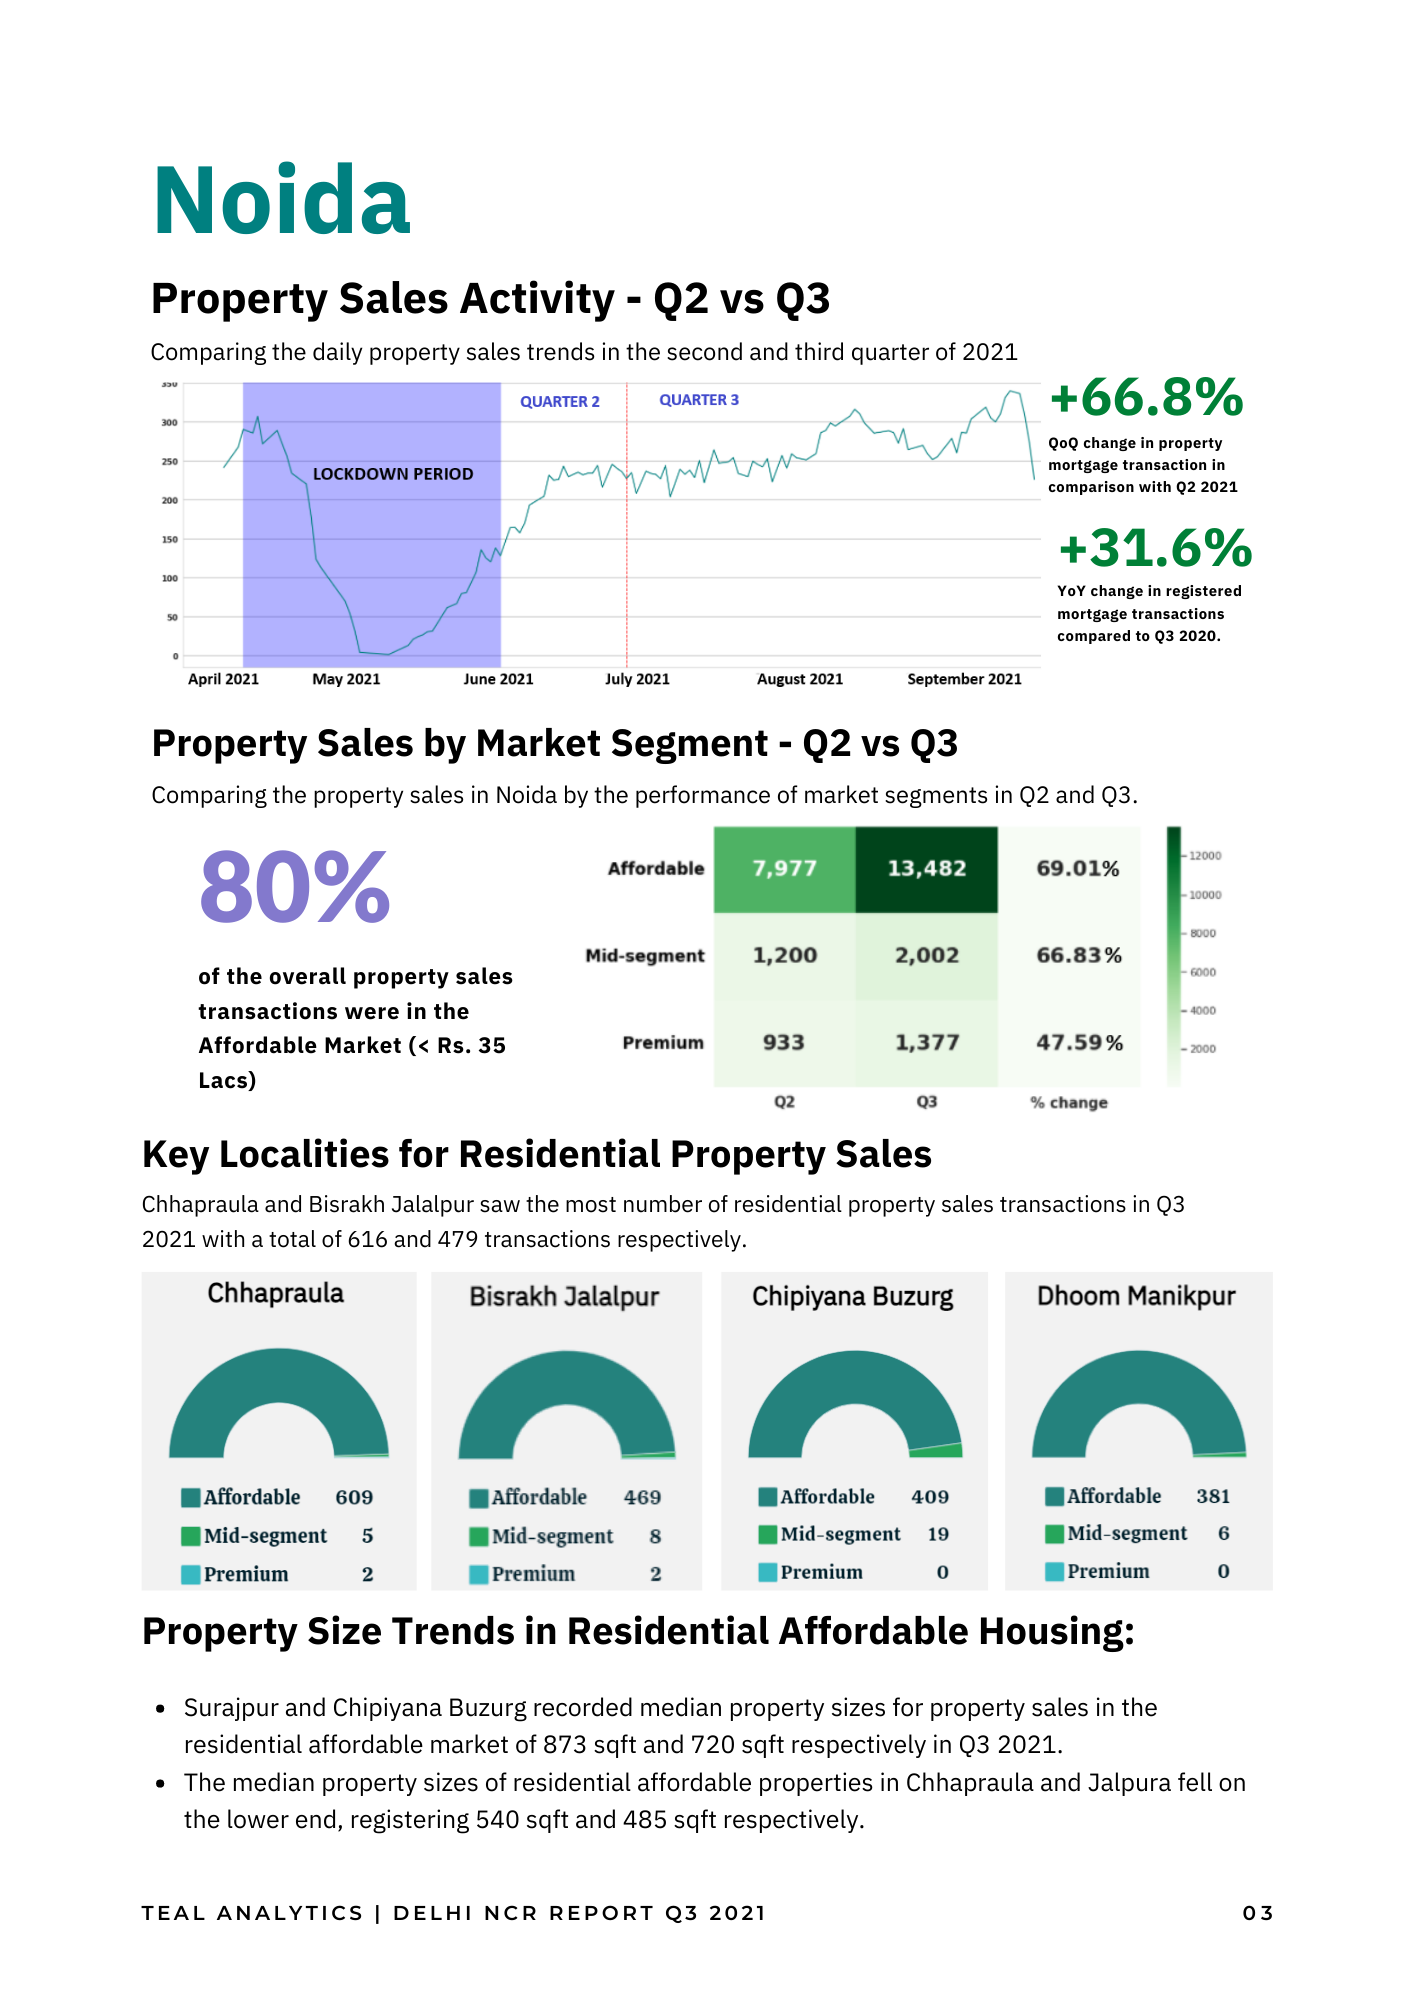 Noida
Property Sales Activity - Q2 vs Q3
Comparing the daily property sales trends in the second and third quarter of 2021
350
300
250
200
150
100
50
0
QUARTER 2
QUARTER 3
LOCKDOWN PERIOD
April 2021
May 2021
June 2021
July 2021
August 2021
September 2021
+66.8%
QoQ change in property
mortgage transaction in
comparison with Q2 2021
+31.6%
YoY change in registered
mortgage transactions
compared to Q3 2020.
Property Sales by Market Segment - Q2 vs Q3
Comparing the property sales in Noida by the performance of market segments in Q2 and Q3.
80%
of the overall property sales
transactions were in the
Affordable Market (< Rs. 35
Lacs)
Affordable 7,977 13,482 69.01%
Mid-segment 1,200 2,002 66.83%
Premium 933 1,377 47.59%
Q2 Q3 % change
12000
10000
8000
6000
4000
2000
Key Localities for Residential Property Sales
Chhapraula and Bisrakh Jalalpur saw the most number of residential property sales transactions in Q3
2021 with a total of 616 and 479 transactions respectively.
Chhapraula
Affordable 609
Mid-segment 5
Premium 2
Bisrakh Jalalpur
Affordable 469
Mid-segment 8
Premium 2
Chipiyana Buzurg
Affordable 409
Mid-segment 19
Premium 0
Dhoom Manikpur
Affordable 381
Mid-segment 6
Premium 0
Property Size Trends in Residential Affordable Housing:
• Surajpur and Chipiyana Buzurg recorded median property sizes for property sales in the
residential affordable market of 873 sqft and 720 sqft respectively in Q3 2021.
• The median property sizes of residential affordable properties in Chhapraula and Jalpura fell on
the lower end, registering 540 sqft and 485 sqft respectively.
TEAL ANALYTICS | DELHI NCR REPORT Q3 2021
03